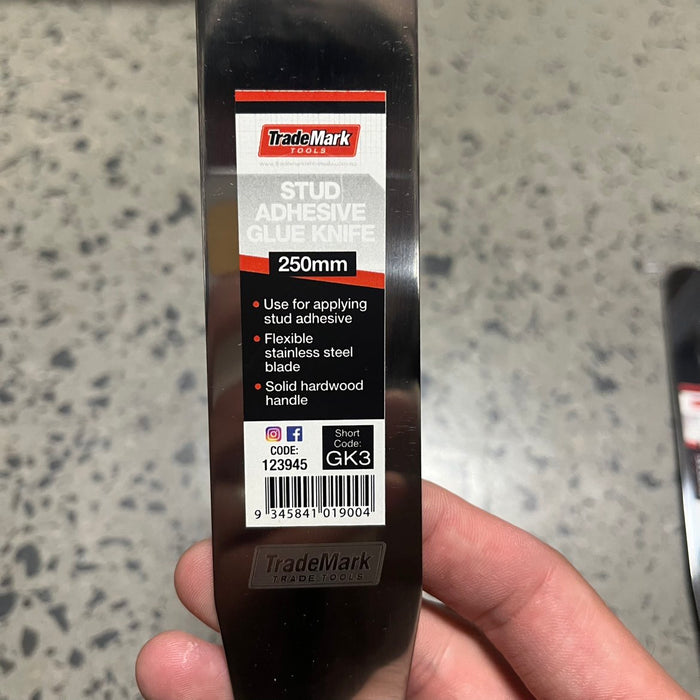 TradeMark
TOOLS
STUD
ADHESIVE
GLUE KNIFE
250mm
• Use for applying
stud adhesive
• Flexible
stainless steel
blade
• Solid hardwood
handle
CODE:
123945
Short
Code:
GK3
9 345841 019004
TradeMark
TRADE TOOLS